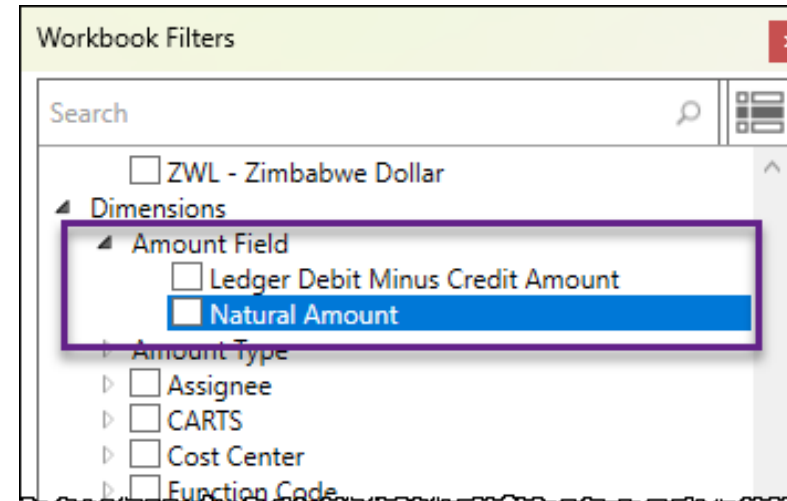 Workbook Filters
Search
ZWL - Zimbabwe Dollar
Dimensions
Amount Field
Ledger Debit Minus Credit Amount
Natural Amount
Amount Type
Assignee
CARTS
Cost Center
Function Code